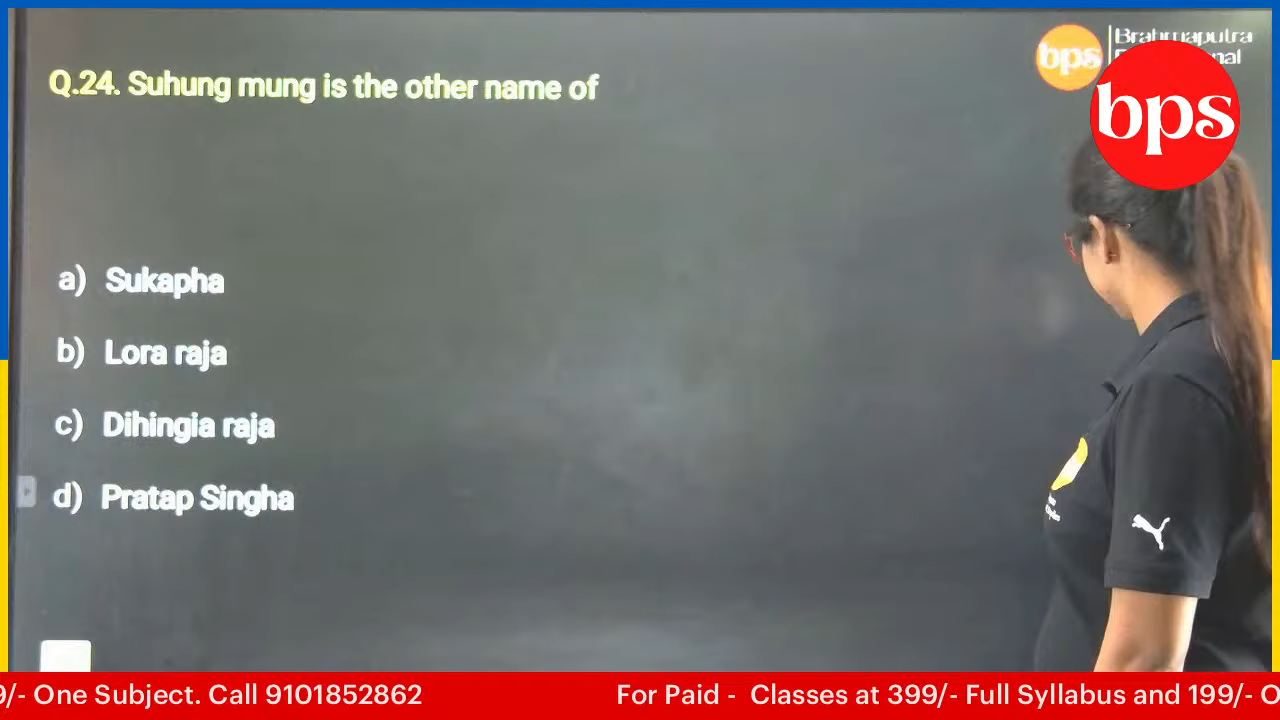 Q.24. Suhung mung is the other name of
a) Sukapha
b) Lora raja
c) Dihingia raja
d) Pratap Singha
bps
Brahmaputra
bps
9/- One Subject. Call 9101852862
For Paid - Classes at 399/- Full Syllabus and 199/- O